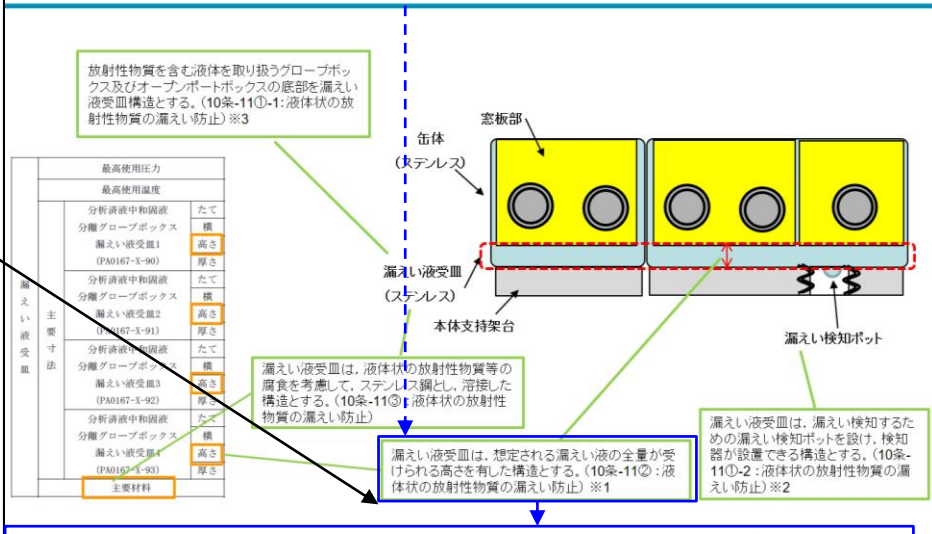 放射性物質を含む液体を取り扱うグローブボッ
クス及びオープンポートボックスの底部を漏えい
液受皿構造とする。(10条-11①-1:液体状の放
射性物質の漏えい防止)※3
窓板部
缶体
(ステンレス)
漏えい液受皿
(ステンレス)
本体支持架台
漏えい検知ポット
最高使用圧力
最高使用温度
漏えい液受皿
主要寸法
分析済液中和固液
分離グローブボックス
漏えい液受皿1
(PA0167-X-90)
たて
横
高さ
厚さ
分析済液中和固液
分離グローブボックス
漏えい液受皿2
(PA0167-X-91)
たて
横
高さ
厚さ
分析済液中和固液
分離グローブボックス
漏えい液受皿3
(PA0167-X-92)
たて
横
高さ
厚さ
分析済液中和固液
分離グローブボックス
漏えい液受皿4
(PA0167-X-93)
たて
横
高さ
厚さ
主要材料
漏えい液受皿は,液体状の放射性物質等の
腐食を考慮して,ステンレス鋼とし,溶接した
構造とする。(10条-11③:液体状の放射性
物質の漏えい防止)
漏えい液受皿は,想定される漏えい液の全量が受
けられる高さを有した構造とする。(10条-11②:液
体状の放射性物質の漏えい防止)※1
漏えい液受皿は,漏えい検知するた
めの漏えい検知ポットを設け,検知
器が設置できる構造とする。(10条-
11①-2:液体状の放射性物質の漏
えい防止)※2